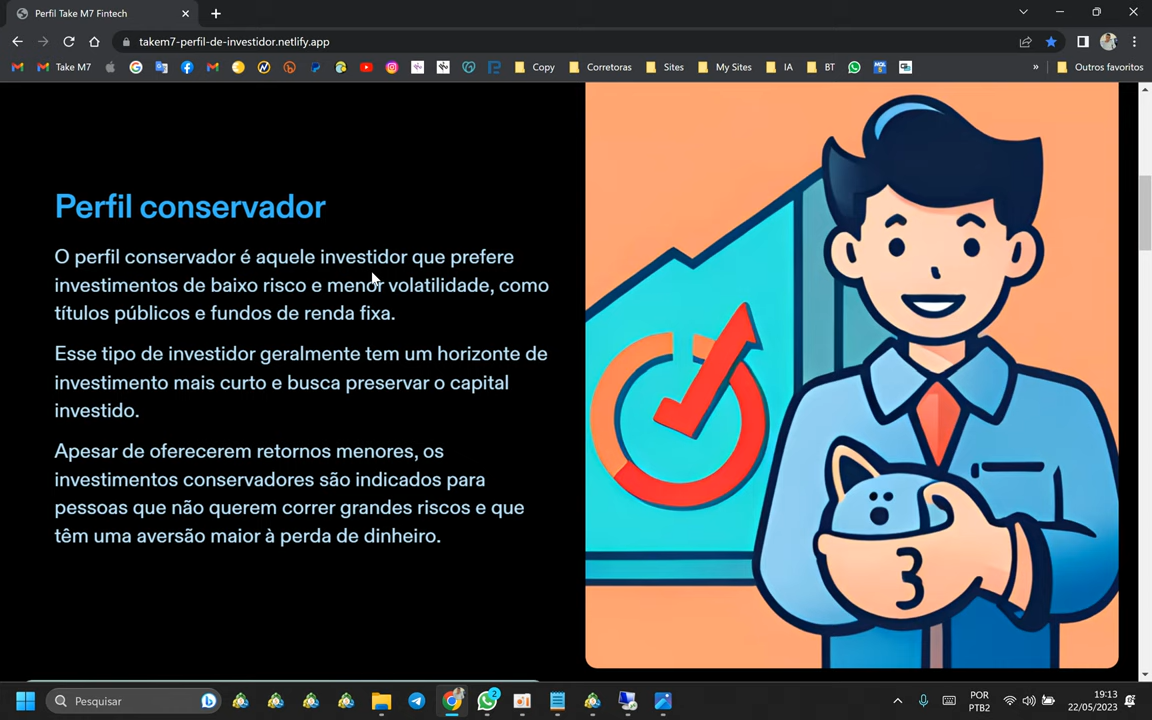 Perfil Take M7 Fintech
takem7-perfil-de-investidor.netlify.app
Take M7
Copy
Corretoras
Sites
My Sites
IA
BT
»
Outros favoritos
Perfil conservador
O perfil conservador é aquele investidor que prefere
investimentos de baixo risco e menor volatilidade, como
títulos públicos e fundos de renda fixa.
Esse tipo de investidor geralmente tem um horizonte de
investimento mais curto e busca preservar o capital
investido.
Apesar de oferecerem retornos menores, os
investimentos conservadores são indicados para
pessoas que não querem correr grandes riscos e que
têm uma aversão maior à perda de dinheiro.
3
Pesquisar
2
POR
PTB2
19:13
22/05/2023